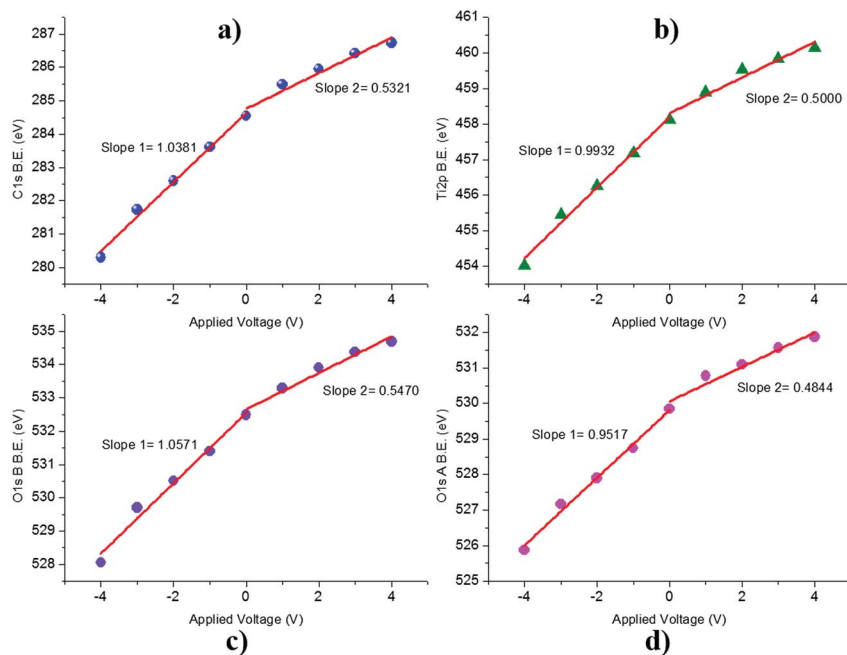 a)
C1s B.E. (eV)
287
286
285
284
283
282
281
280
Slope 1= 1.0381
Slope 2= 0.5321
-4 -2 0 2 4
Applied Voltage (V)
b)
Ti2p B.E. (eV)
461
460
459
458
457
456
455
454
Slope 1= 0.9932
Slope 2= 0.5000
-4 -2 0 2 4
Applied Voltage (V)
O1s B B.E. (eV)
535
534
533
532
531
530
529
528
Slope 1= 1.0571
Slope 2= 0.5470
-4 -2 0 2 4
Applied Voltage (V)
c)
O1s A B.E. (eV)
532
531
530
529
528
527
526
525
Slope 1= 0.9517
Slope 2= 0.4844
-4 -2 0 2 4
Applied Voltage (V)
d)